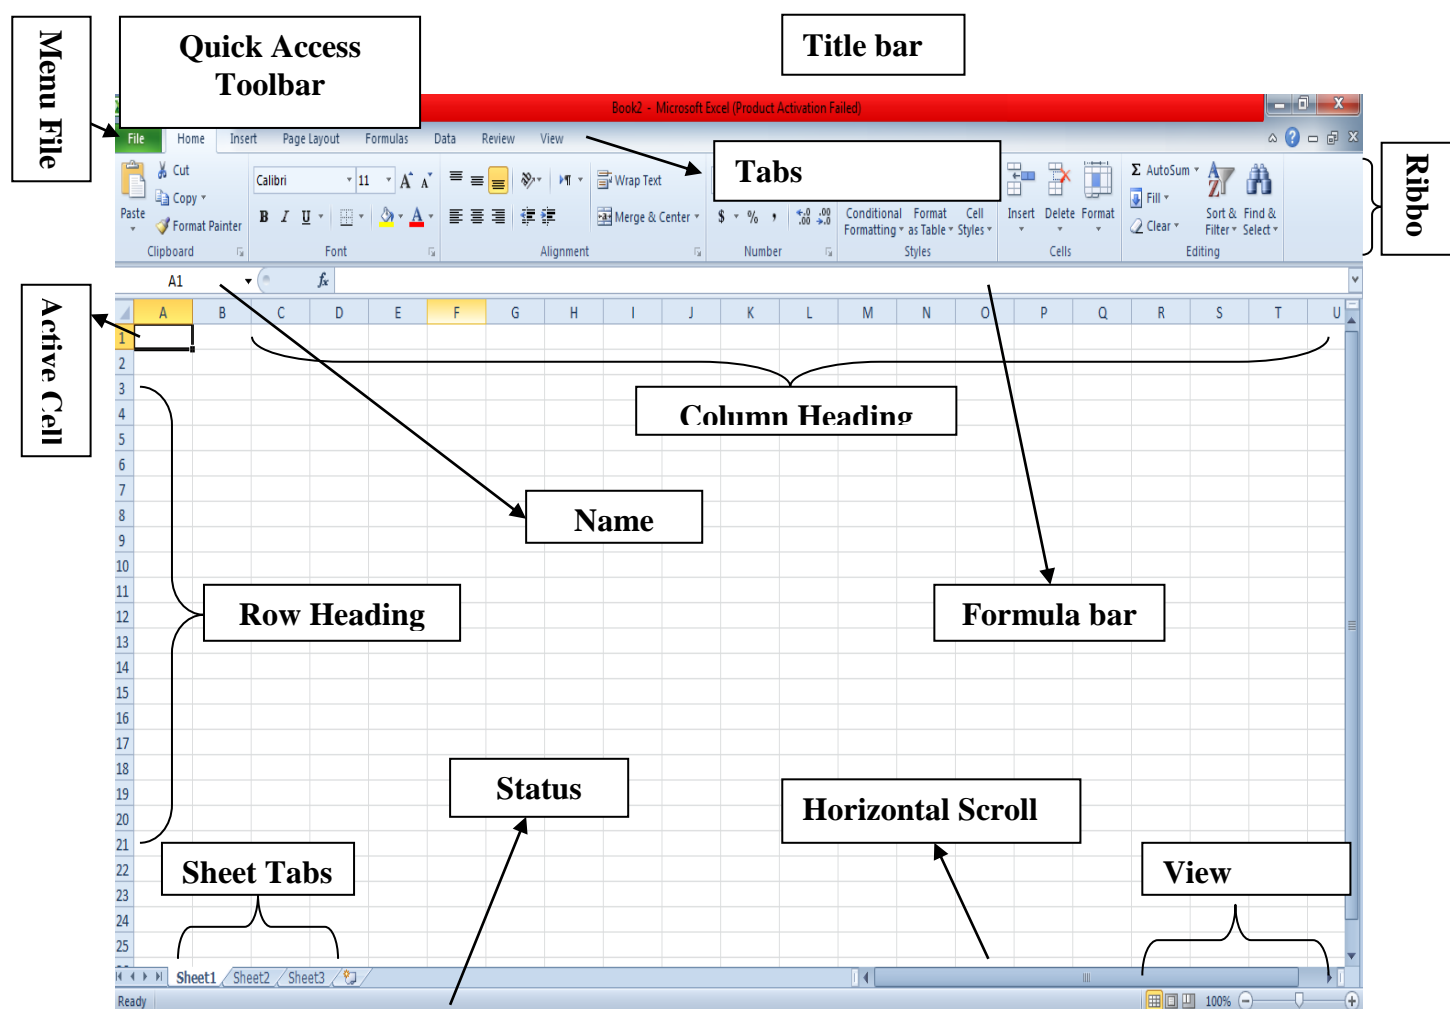 Menu File
Quick Access
Toolbar
Title bar
Book2 - Microsoft Excel (Product Activation Failed)
File Home Insert Page Layout Formulas Data Review View
Tabs
Ribbo
Cut
Copy
Format Painter
Paste
Clipboard
Calibri 11 A A
B I U A
Font
Wrap Text
Merge & Center
Alignment
$ % , .0 .00 .00 .0
Number
Conditional Formatting
Format as Table
Cell Styles
Styles
Insert Delete Format
Cells
Σ AutoSum
Fill
Clear
Sort & Filter
Find & Select
Editing
A1 fx
Active Cell
A B C D E F G H I J K L M N O P Q R S T U
1
2
3
4
5
6
7
8
9
10
11
12
13
14
15
16
17
18
19
20
21
22
23
24
25
Column Heading
Name
Row Heading
Formula bar
Status
Horizontal Scroll
Sheet Tabs
View
Sheet1 Sheet2 Sheet3
Ready 100%